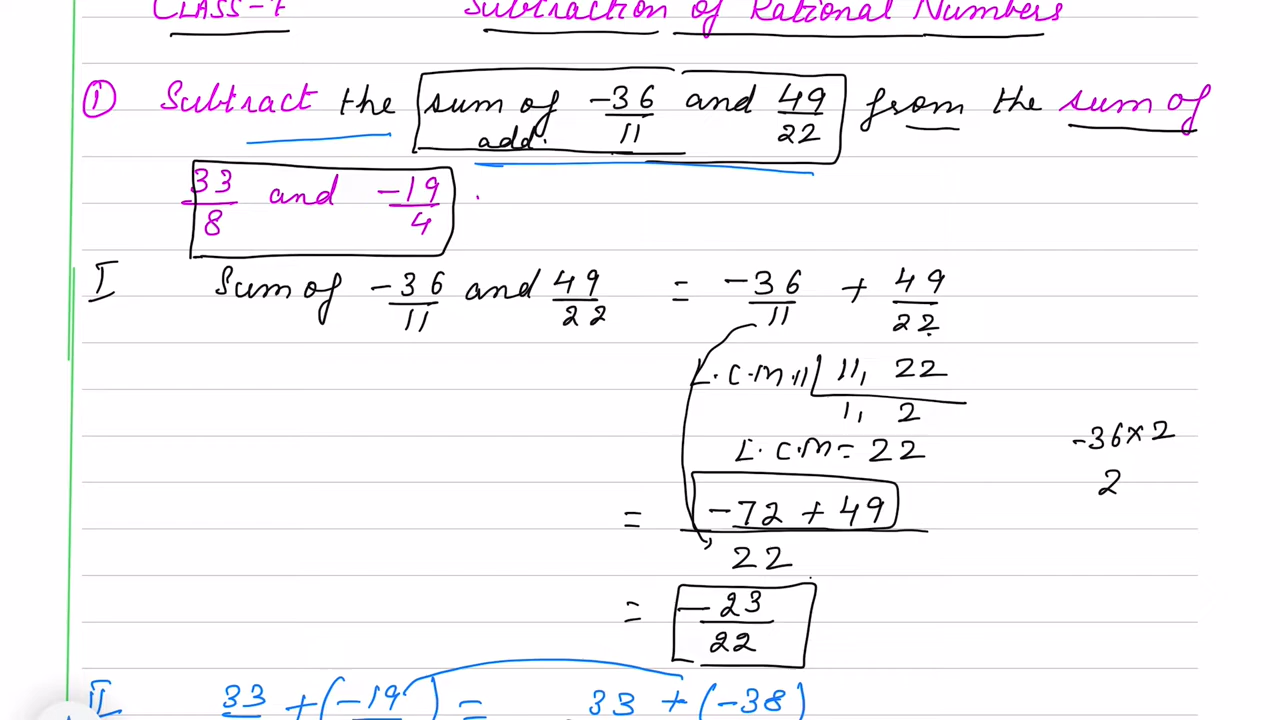 CLASS-7 Subtraction of Rational Numbers
① Subtract the sum of -36/11 and 49/22 from the sum of
add.
33/8 and -19/4 .
I Sum of -36/11 and 49/22 = -36/11 + 49/22
L.C.M. 11 | 11, 22
1, 2
L.C.M = 22
-36×2
2
= -72 + 49 / 22
= -23/22
II 33 + (-19) = 33 + (-38)